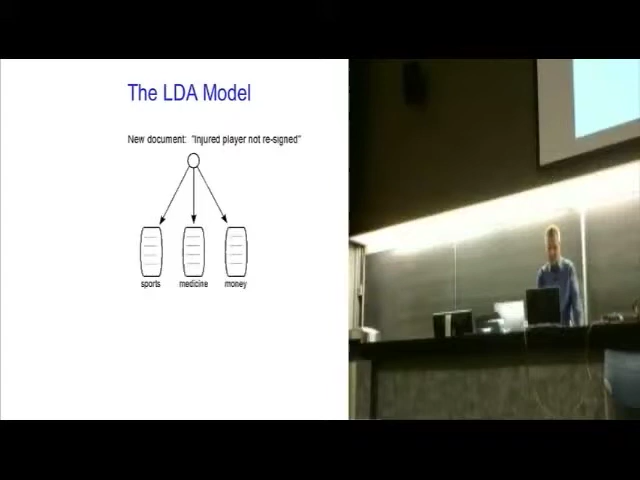 The LDA Model
New document: "Injured player not re-signed"
sports medicine money